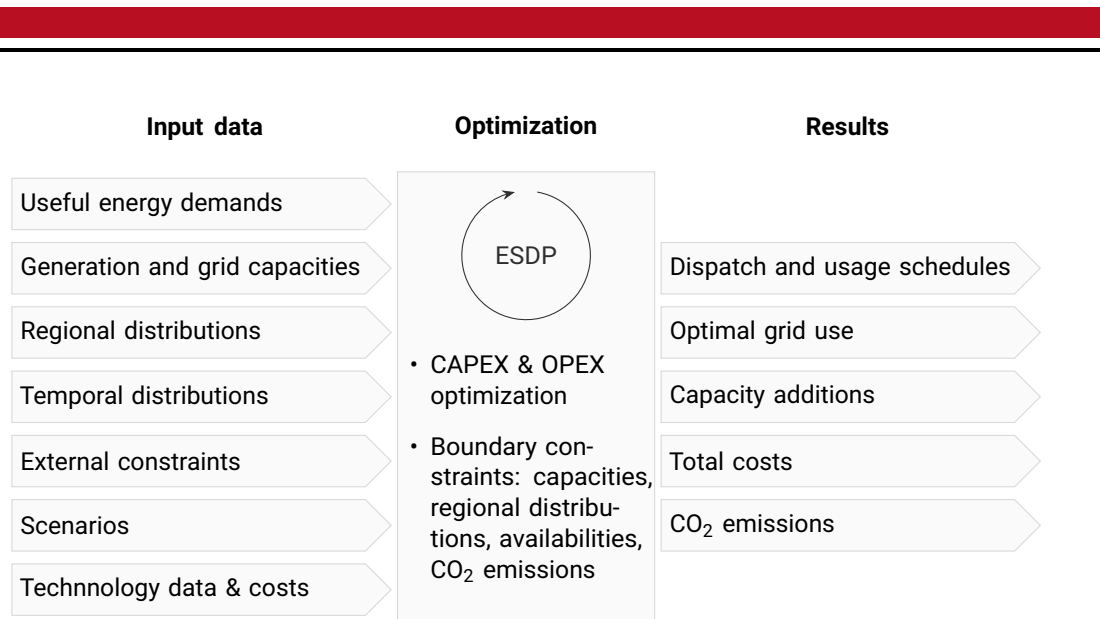 Input data
Useful energy demands
Generation and grid capacities
Regional distributions
Temporal distributions
External constraints
Scenarios
Technnology data & costs
Optimization
ESDP
• CAPEX & OPEX
optimization
• Boundary con-
straints: capacities,
regional distribu-
tions, availabilities,
CO₂ emissions
Results
Dispatch and usage schedules
Optimal grid use
Capacity additions
Total costs
CO₂ emissions